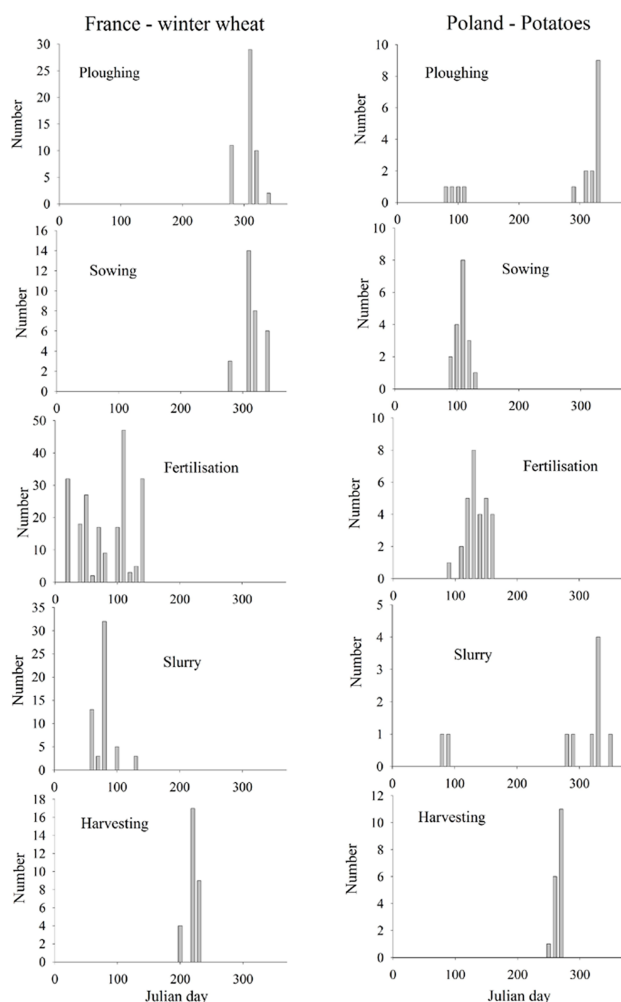 France - winter wheat
Poland - Potatoes
Number
30
25
20
15
10
5
0
Ploughing
0 100 200 300
Number
10
8
6
4
2
0
Ploughing
0 100 200 300
Number
16
14
12
10
8
6
4
2
0
Sowing
0 100 200 300
Number
10
8
6
4
2
0
Sowing
0 100 200 300
Number
50
40
30
20
10
0
Fertilisation
0 100 200 300
Number
10
8
6
4
2
0
Fertilisation
0 100 200 300
Number
35
30
25
20
15
10
5
0
Slurry
0 100 200 300
Number
5
4
3
2
1
0
Slurry
0 100 200 300
Number
18
16
14
12
10
8
6
4
2
0
Harvesting
0 100 200 300
Julian day
Number
12
10
8
6
4
2
0
Harvesting
0 100 200 300
Julian day